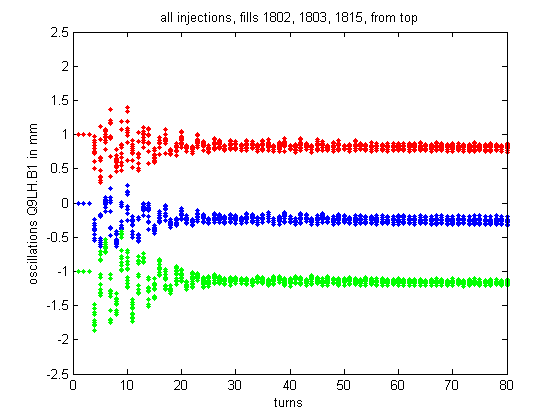 all injections, fills 1802, 1803, 1815, from top
oscillations Q9LH.B1 in mm
2.5
2
1.5
1
0.5
0
-0.5
-1
-1.5
-2
-2.5
0 10 20 30 40 50 60 70 80
turns